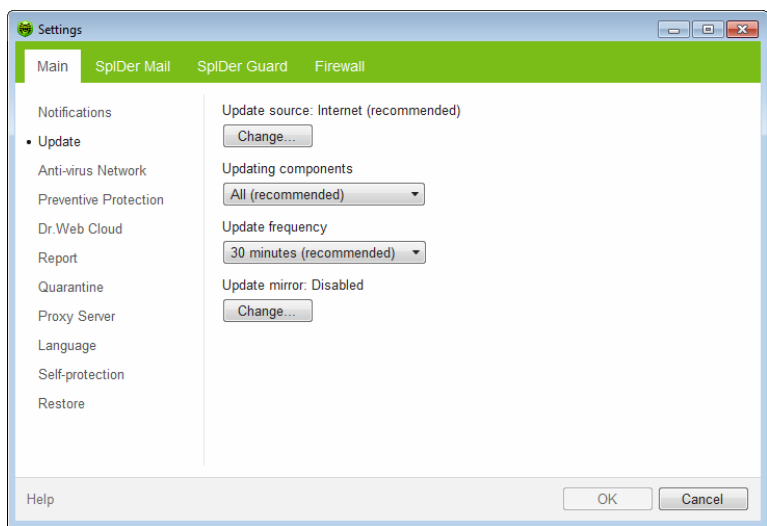 Settings
Main SpIDer Mail SpIDer Guard Firewall
Notifications
Update
Anti-virus Network
Preventive Protection
Dr.Web Cloud
Report
Quarantine
Proxy Server
Language
Self-protection
Restore
Update source: Internet (recommended)
Change...
Updating components
All (recommended)
Update frequency
30 minutes (recommended)
Update mirror: Disabled
Change...
Help OK Cancel